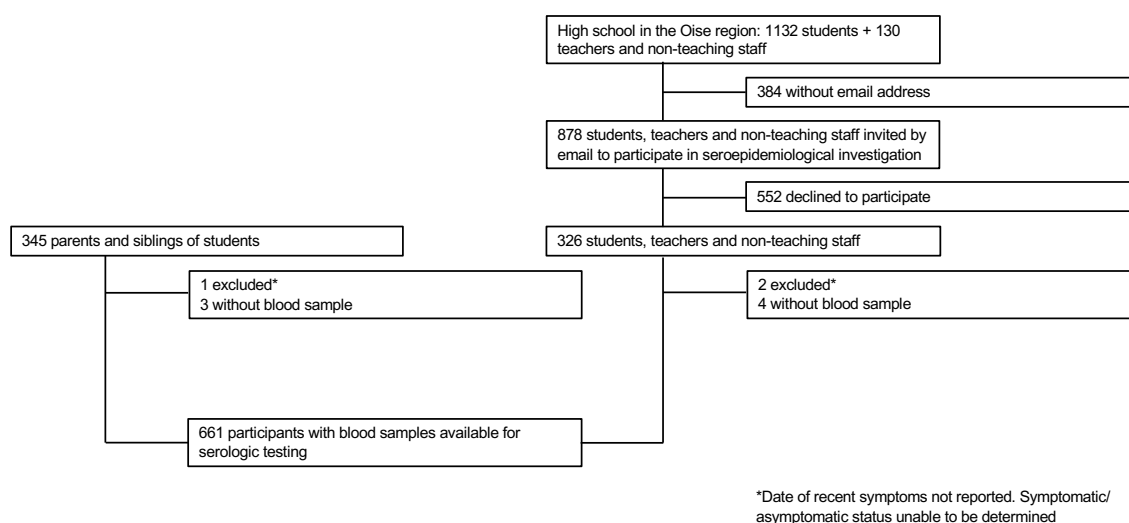 High school in the Oise region: 1132 students + 130
teachers and non-teaching staff
384 without email address
878 students, teachers and non-teaching staff invited by
email to participate in seroepidemiological investigation
552 declined to participate
345 parents and siblings of students
326 students, teachers and non-teaching staff
1 excluded*
3 without blood sample
2 excluded*
4 without blood sample
661 participants with blood samples available for
serologic testing
*Date of recent symptoms not reported. Symptomatic/
asymptomatic status unable to be determined